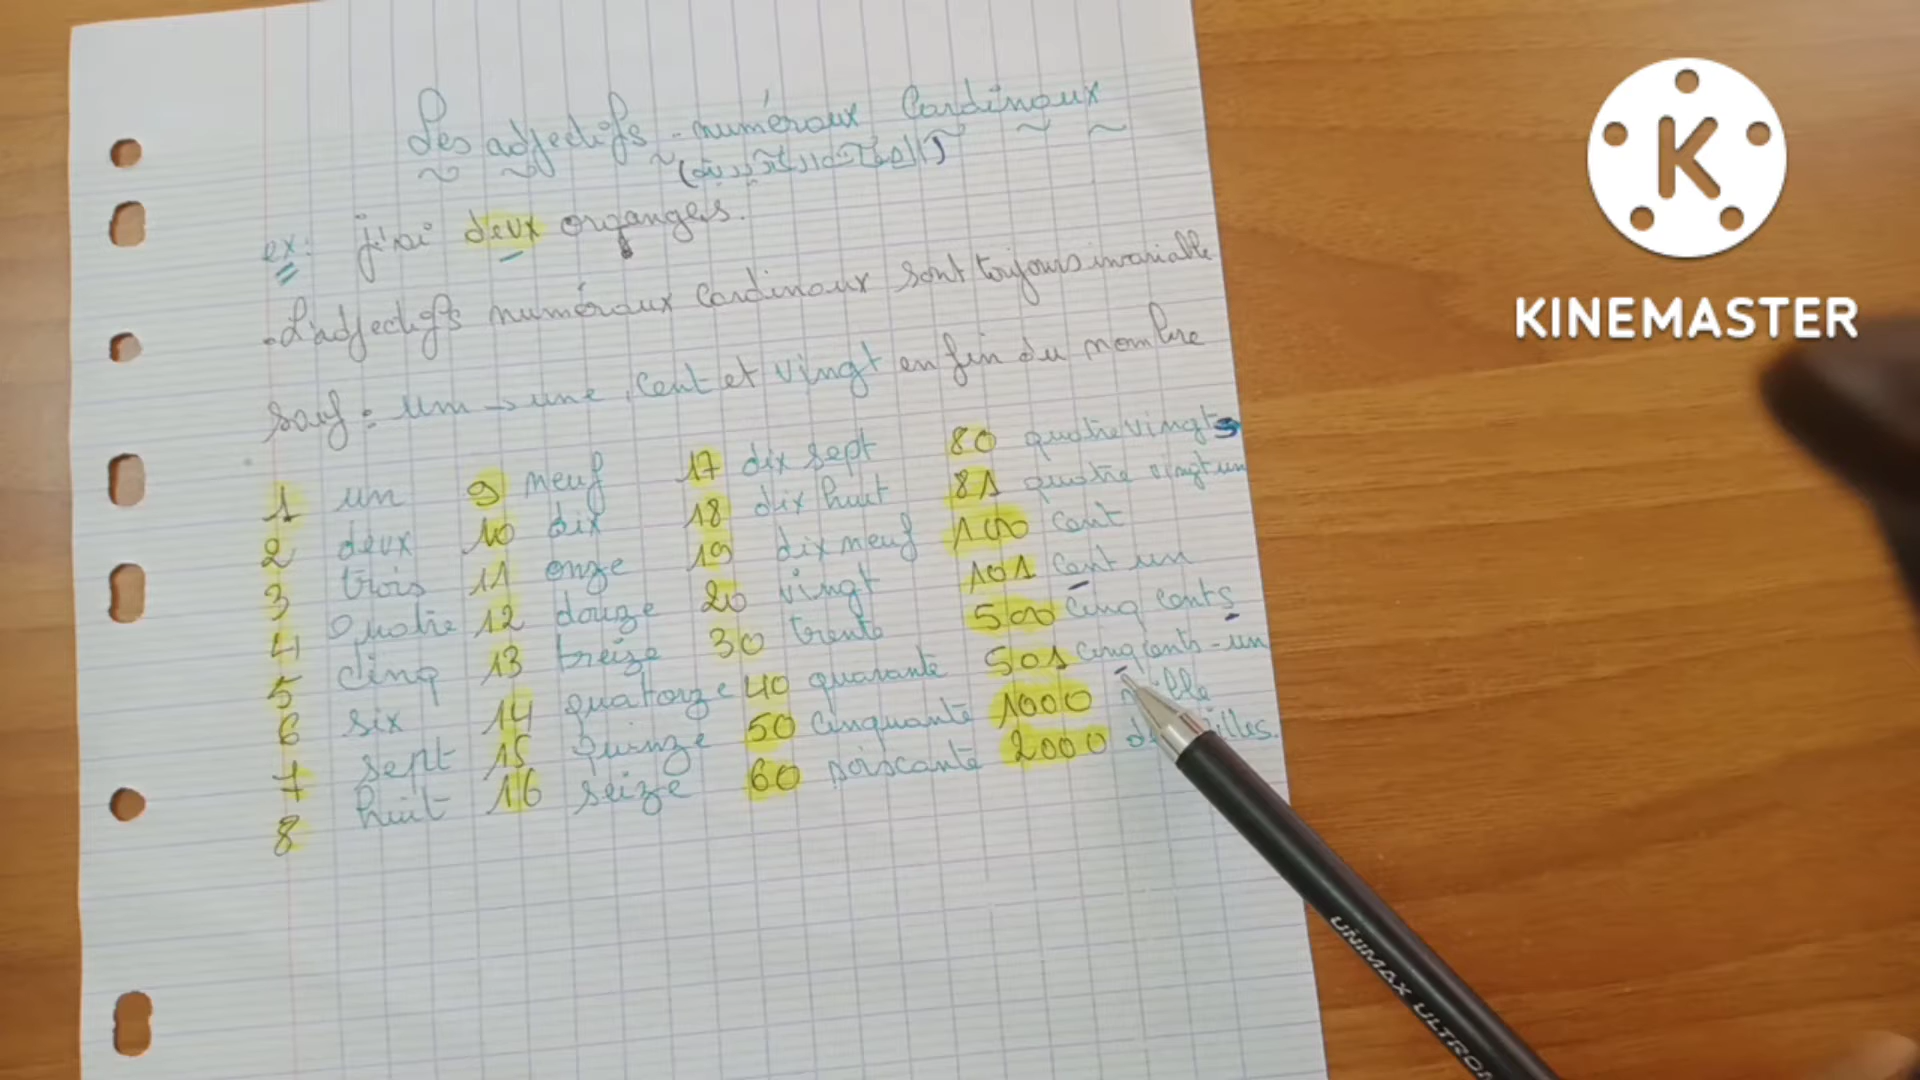 Les adjectifs numéraux Cardinaux
ex: j'ai deux organges.
.L'adjectifs numéraux cardinaux sont toujours invariable
sauf : un → une, Cent et vingt en fin du nombre
1 un 9 neuf 17 dix sept 80 quatre vingts
2 deux 10 dix 18 dix huit 81 quatre vingt un
3 trois 11 onze 19 dix neuf 100 cent
4 Quatre 12 douze 20 vingt 101 cent un
5 cinq 13 treize 30 trente 500 Cinq cents
6 six 14 quatorze 40 quarante 501 cinq cents - un
7 sept 15 Quinze 50 Cinquante 1000
8 huit 16 seize 60 soiscante 2000
K
KINEMASTER
UNIMAX ULTRON